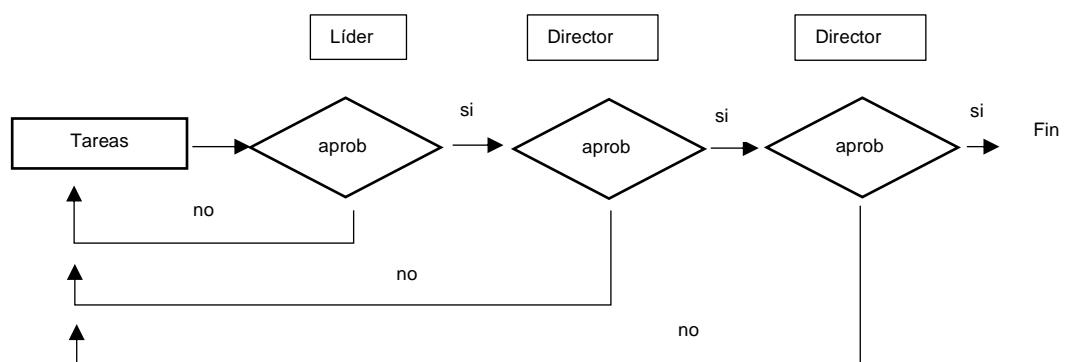 Líder
Director
Director
Tareas
aprob
si
aprob
si
aprob
si
Fin
no
no
no